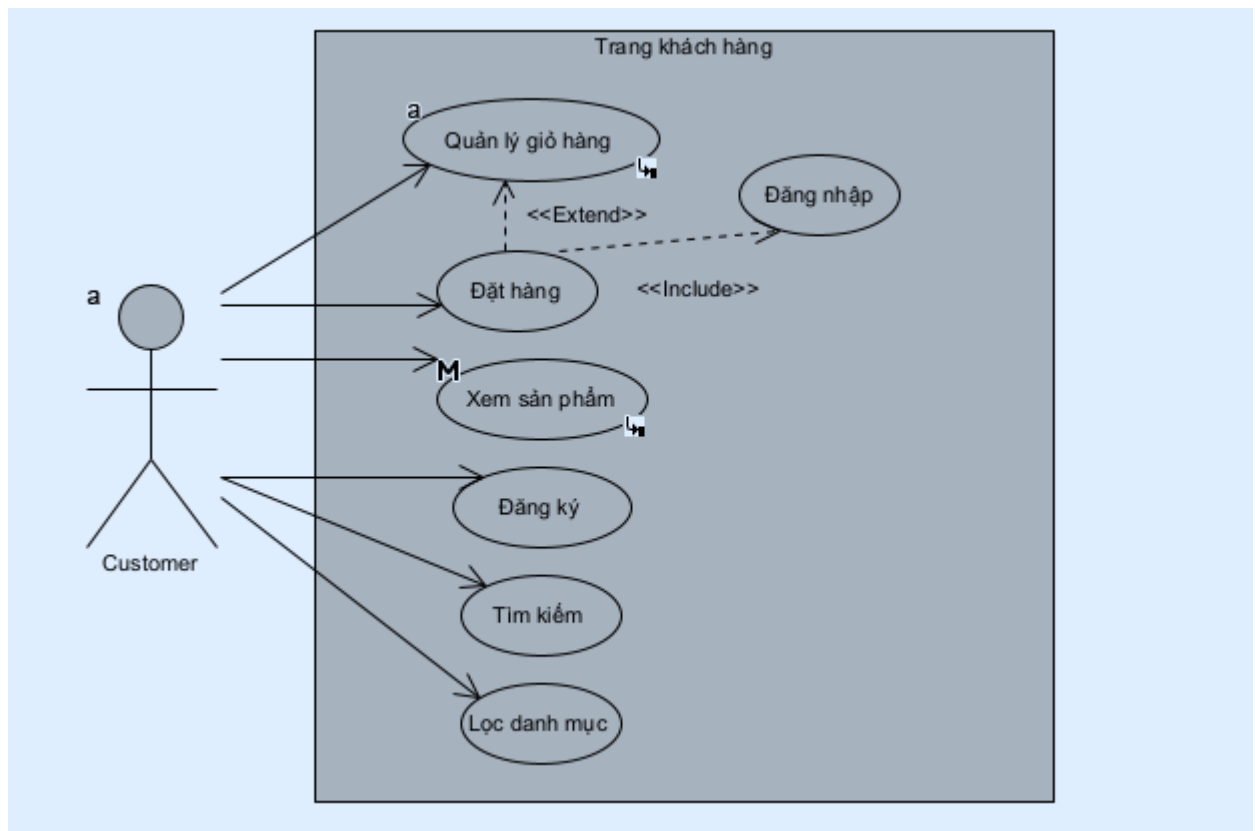 Trang khách hàng
a
Quản lý giỏ hàng
Đăng nhập
<<Extend>>
Đặt hàng
<<Include>>
a
M
Xem sản phẩm
Đăng ký
Customer
Tìm kiếm
Lọc danh mục